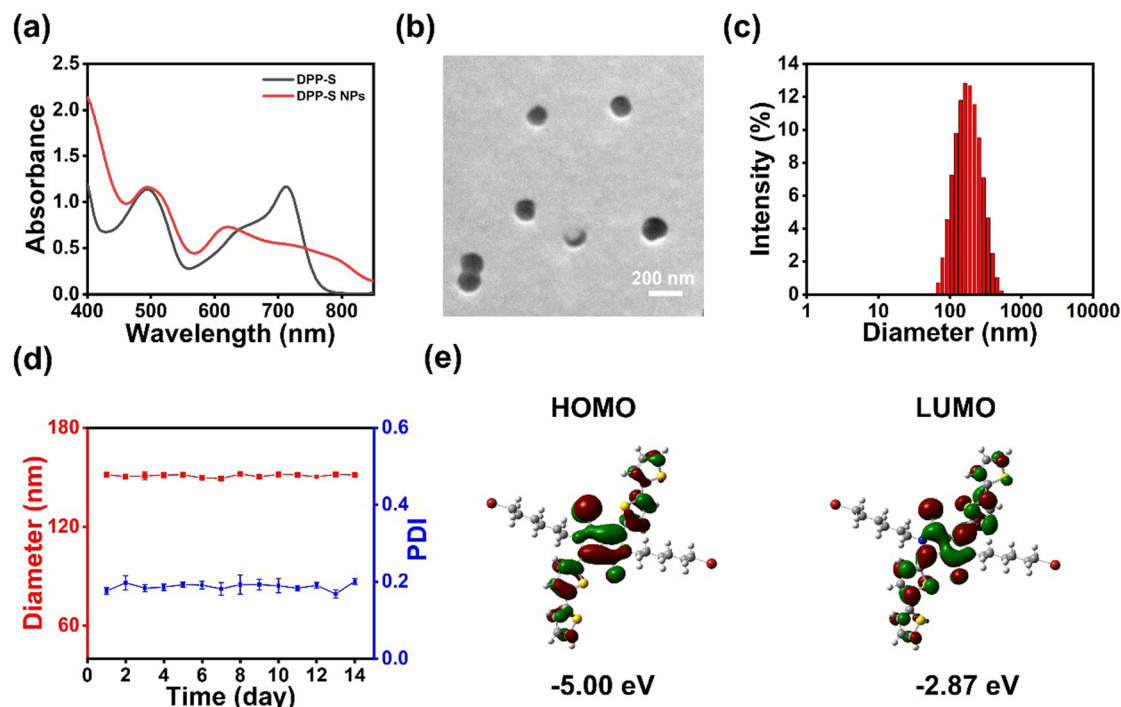 (a)
2.5
2.0
1.5
1.0
0.5
0.0
Absorbance
DPP-S
DPP-S NPs
400 500 600 700 800
Wavelength (nm)
(b)
200 nm
(c)
14
12
10
8
6
4
2
0
Intensity (%)
1 10 100 1000 10000
Diameter (nm)
(d)
180
120
60
Diameter (nm)
0.6
0.4
0.2
0.0
PDI
0 2 4 6 8 10 12 14
Time (day)
(e)
HOMO
LUMO
-5.00 eV
-2.87 eV